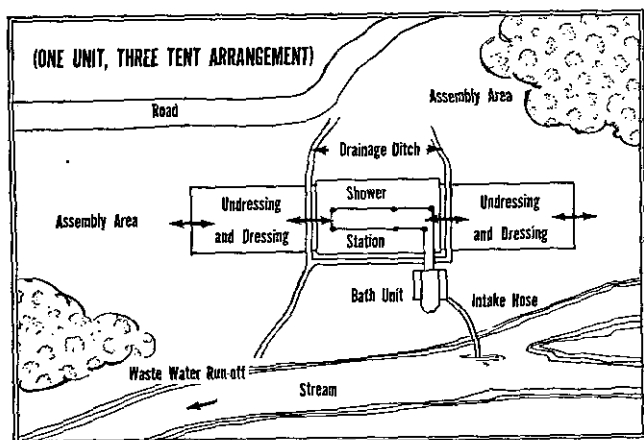 (ONE UNIT, THREE TENT ARRANGEMENT)
Assembly Area
Road
Drainage Ditch
Undressing
and Dressing
Shower
Station
Undressing
and Dressing
Assembly Area
Bath Unit
Intake Hose
Waste Water Run-off
Stream